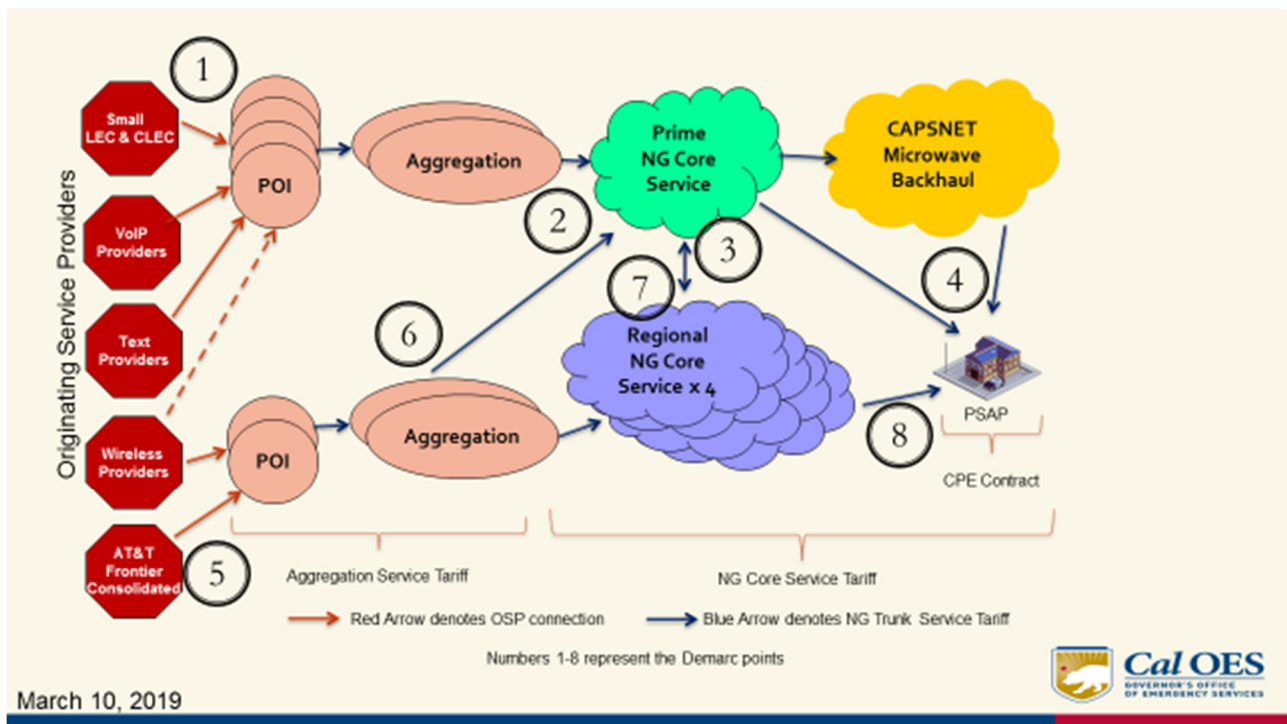 1
Small
LEC & CLEC
POI
Aggregation
Prime
NG Core
Service
CAPSNET
Microwave
Backhaul
Originating Service Providers
VoIP
Providers
2
3
4
Text
Providers
6
7
Regional
NG Core
Service x 4
PSAP
Wireless
Providers
POI
Aggregation
8
CPE Contract
AT&T
Frontier
Consolidated
5
Aggregation Service Tariff
NG Core Service Tariff
Red Arrow denotes OSP connection
Blue Arrow denotes NG Trunk Service Tariff
Numbers 1-8 represent the Demarc points
Cal OES
GOVERNOR'S OFFICE
OF EMERGENCY SERVICES
March 10, 2019